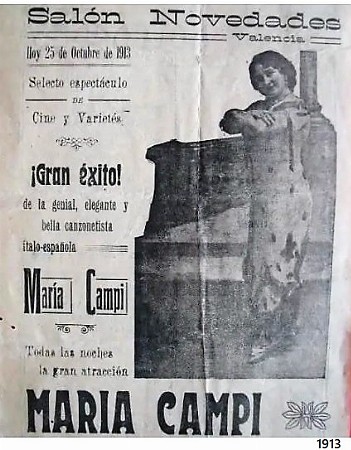 Salón Novedades
Valencia
Hoy 25 de Octubre de 1913
Selecto espectáculo
DE
Cine y Varietés
¡Gran éxito!
de la genial, elegante y
bella canzonetista
ítalo-española
María Campi
Todas las noches
la gran atracción
MARIA CAMPI
1913